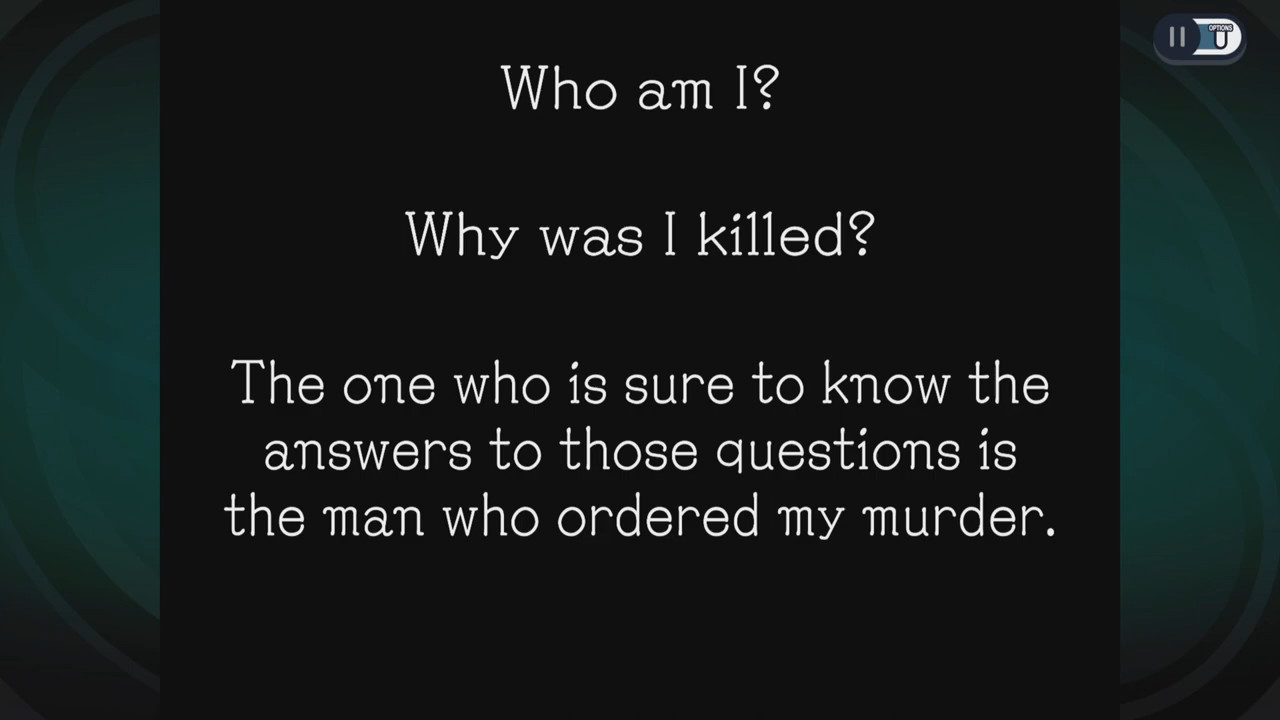 OPTIONS
Who am I?
Why was I killed?
The one who is sure to know the
answers to those questions is
the man who ordered my murder.